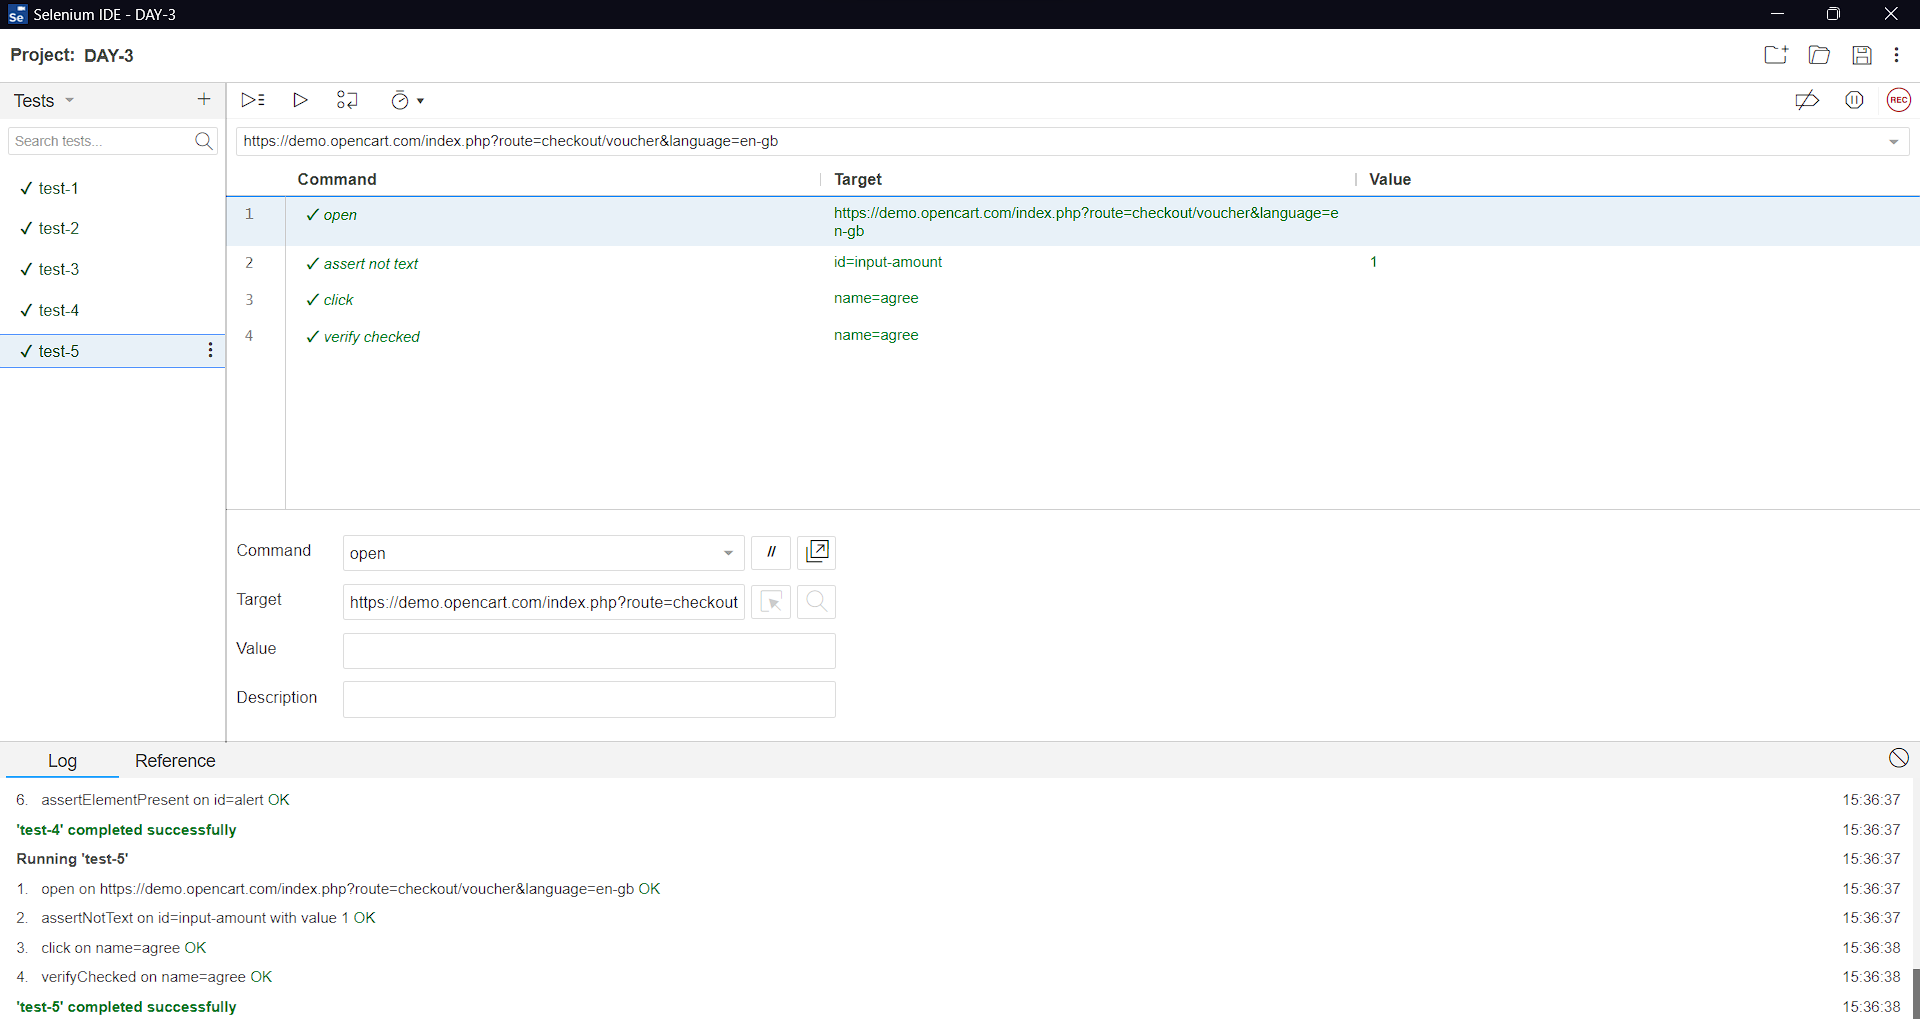 Selenium IDE - DAY-3
Project: DAY-3
Tests
Search tests...
✓ test-1
✓ test-2
✓ test-3
✓ test-4
✓ test-5
REC
https://demo.opencart.com/index.php?route=checkout/voucher&language=en-gb
Command Target Value
1 ✓ open https://demo.opencart.com/index.php?route=checkout/voucher&language=e
n-gb
2 ✓ assert not text id=input-amount 1
3 ✓ click name=agree
4 ✓ verify checked name=agree
Command open //
Target https://demo.opencart.com/index.php?route=checkout
Value
Description
Log Reference
6. assertElementPresent on id=alert OK 15:36:37
'test-4' completed successfully 15:36:37
Running 'test-5' 15:36:37
1. open on https://demo.opencart.com/index.php?route=checkout/voucher&language=en-gb OK 15:36:37
2. assertNotText on id=input-amount with value 1 OK 15:36:37
3. click on name=agree OK 15:36:38
4. verifyChecked on name=agree OK 15:36:38
'test-5' completed successfully 15:36:38